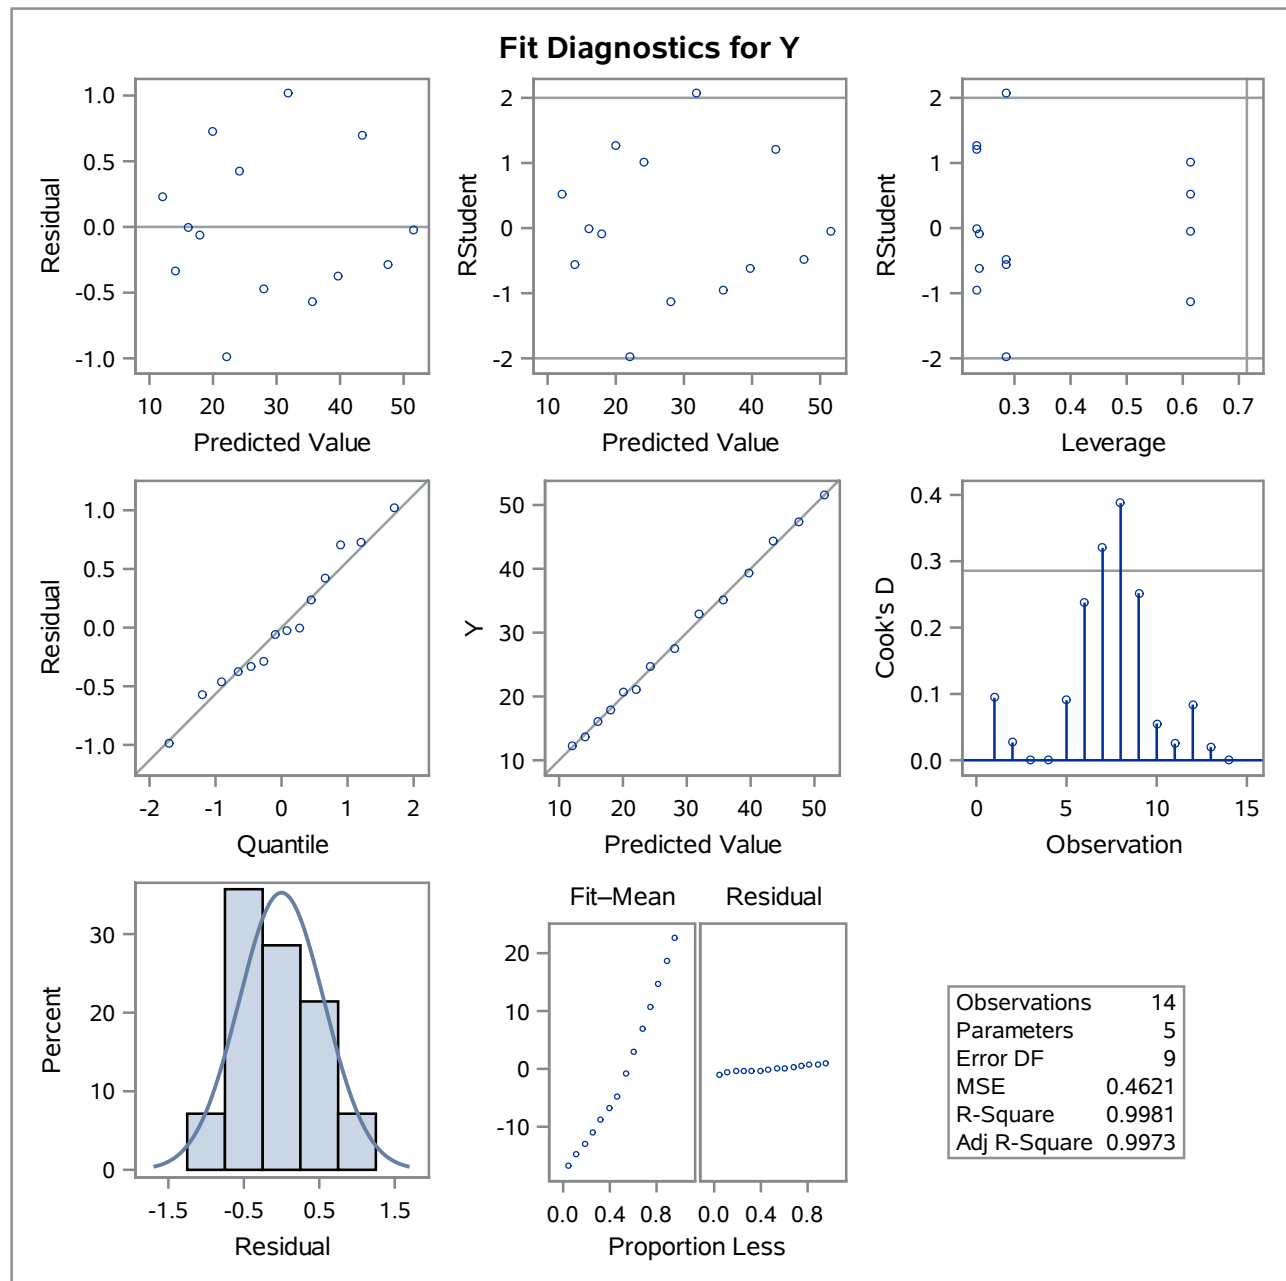 Fit Diagnostics for Y
1.0
0.5
0.0
-0.5
-1.0
Residual
10 20 30 40 50
Predicted Value
2
1
0
-1
-2
RStudent
10 20 30 40 50
Predicted Value
2
1
0
-1
-2
RStudent
0.3 0.4 0.5 0.6 0.7
Leverage
1.0
0.5
0.0
-0.5
-1.0
Residual
-2 -1 0 1 2
Quantile
50
40
30
20
10
Y
10 20 30 40 50
Predicted Value
0.4
0.3
0.2
0.1
0.0
Cook's D
0 5 10 15
Observation
30
20
10
0
Percent
-1.5 -0.5 0.5 1.5
Residual
Fit–Mean Residual
20
10
0
-10
0.0 0.4 0.8 0.0 0.4 0.8
Proportion Less
Observations 14
Parameters 5
Error DF 9
MSE 0.4621
R-Square 0.9981
Adj R-Square 0.9973